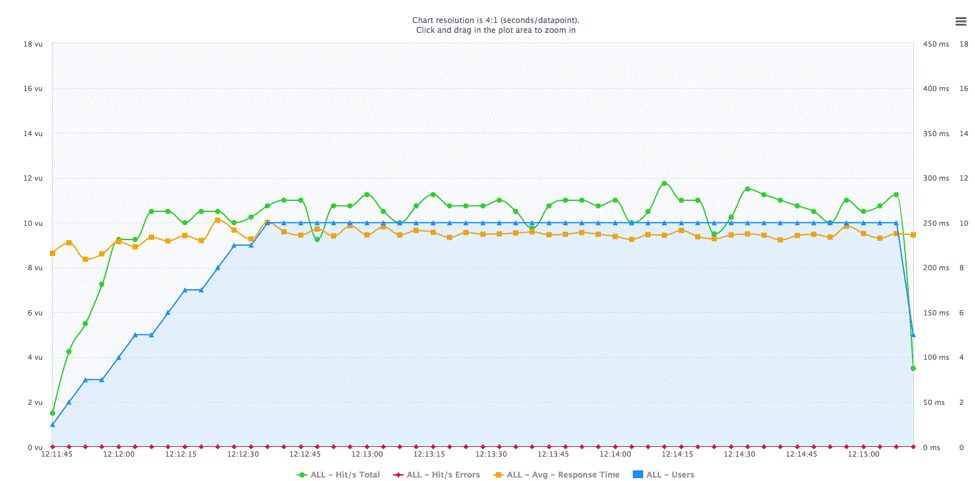 Chart resolution is 4:1 (seconds/datapoint).
Click and drag in the plot area to zoom in
18 vu 450 ms 18
16 vu 400 ms 16
14 vu 350 ms 14
12 vu 300 ms 12
10 vu 250 ms 10
8 vu 200 ms 8
6 vu 150 ms 6
4 vu 100 ms 4
2 vu 50 ms 2
0 vu 0 ms 0
12:11:45 12:12:00 12:12:15 12:12:30 12:12:45 12:13:00 12:13:15 12:13:30 12:13:45 12:14:00 12:14:15 12:14:30 12:14:45 12:15:00
ALL – Hit/s Total ALL – Hit/s Errors ALL – Avg – Response Time ALL – Users